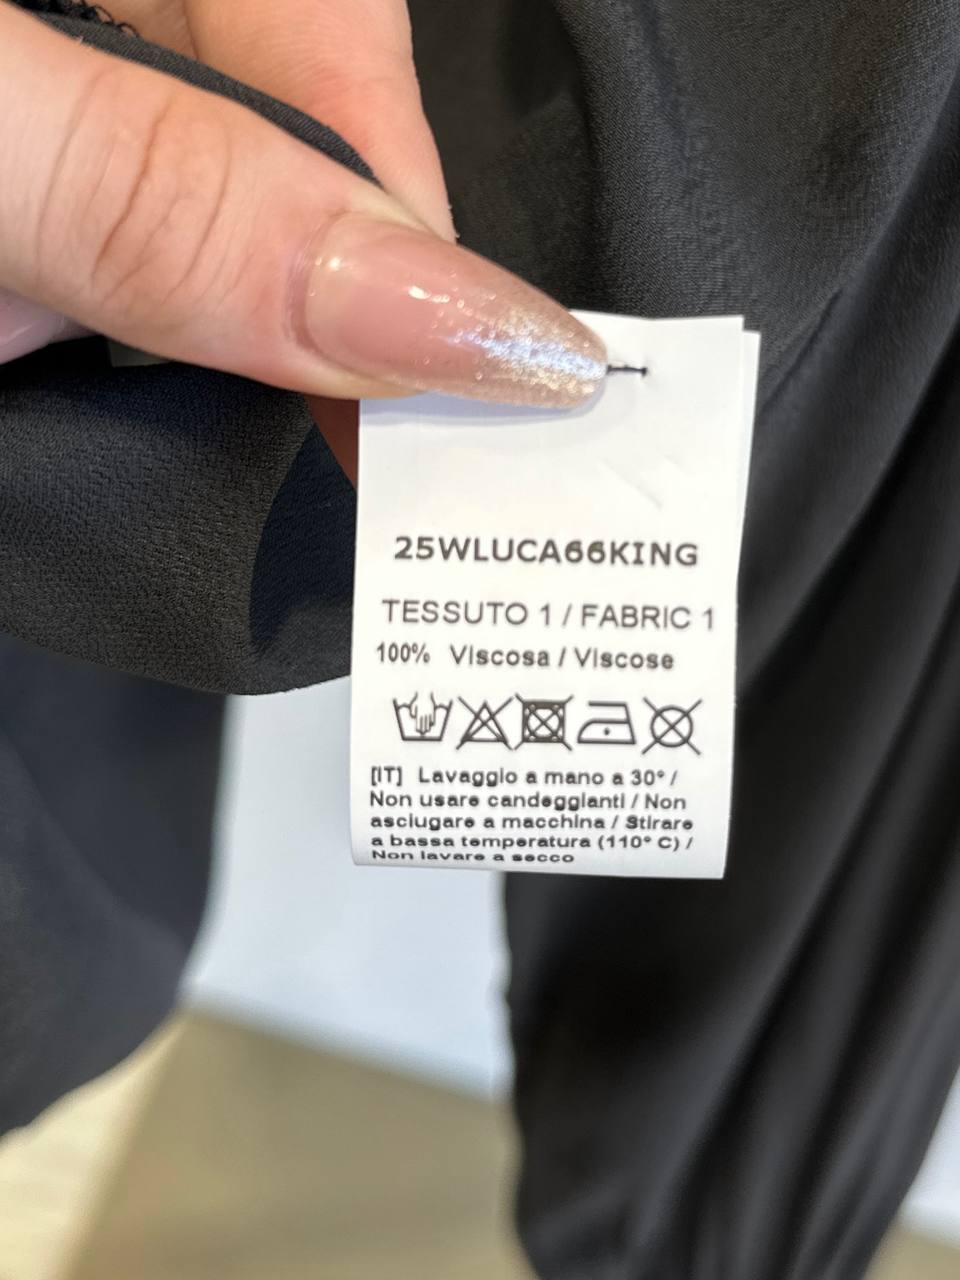 25WLUCA66KING
TESSUTO 1 / FABRIC 1
100% Viscosa / Viscose
[IT] Lavaggio a mano a 30° /
Non usare candeggianti / Non
asciugare a macchina / Stirare
a bassa temperatura (110° C) /
Non lavare a secco